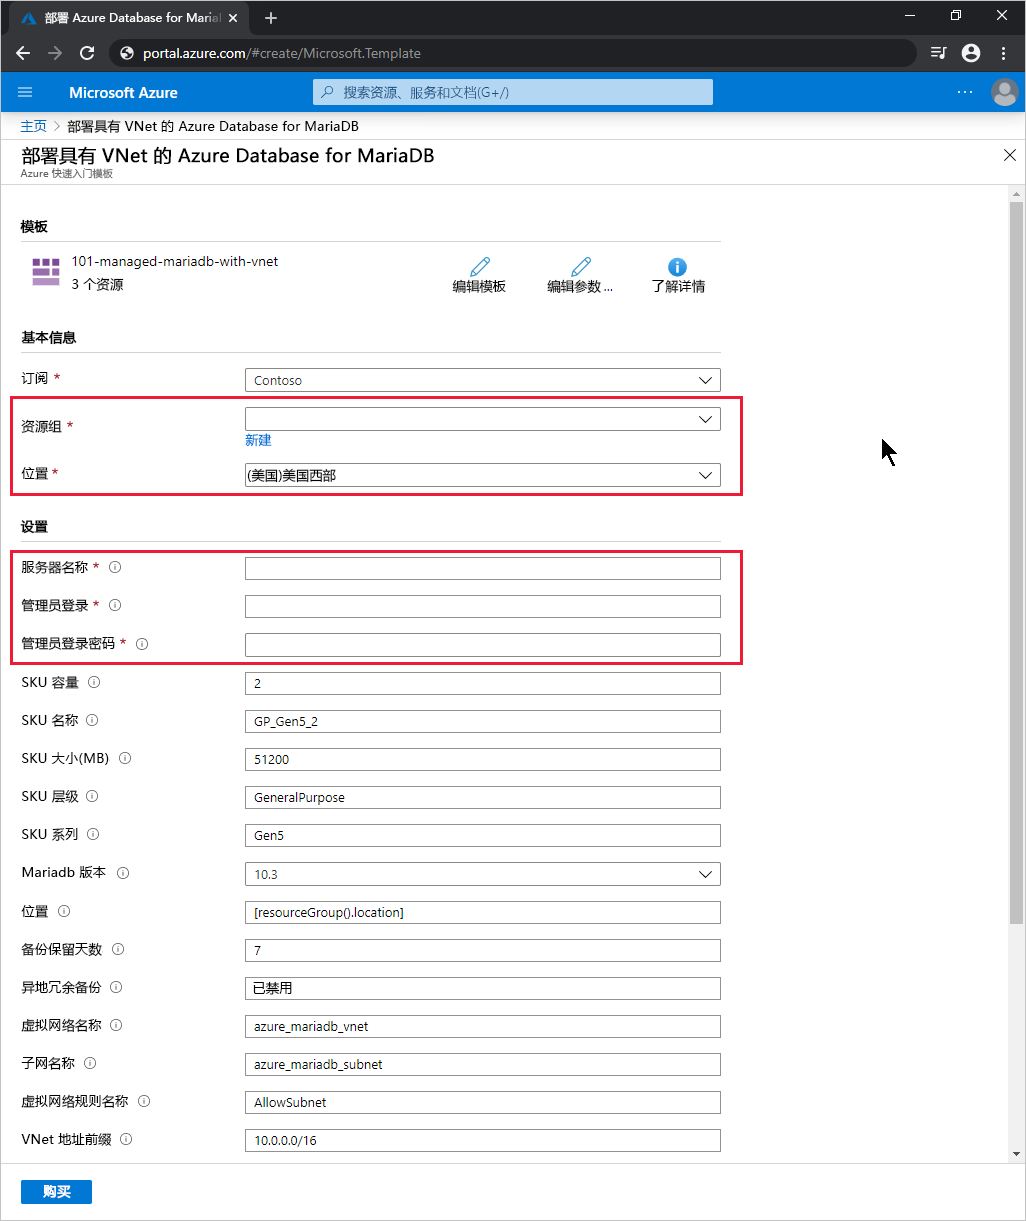 部署 Azure Database for Maria
portal.azure.com/#create/Microsoft.Template
Microsoft Azure
搜索资源、服务和文档(G+/)
主页 > 部署具有 VNet 的 Azure Database for MariaDB
部署具有 VNet 的 Azure Database for MariaDB
Azure 快速入门模板
模板
101-managed-mariadb-with-vnet
3 个资源
编辑模板
编辑参数 ...
了解详情
基本信息
订阅 *
Contoso
资源组 *
新建
位置 *
(美国)美国西部
设置
服务器名称 *
管理员登录 *
管理员登录密码 *
SKU 容量
2
SKU 名称
GP_Gen5_2
SKU 大小(MB)
51200
SKU 层级
GeneralPurpose
SKU 系列
Gen5
Mariadb 版本
10.3
位置
[resourceGroup().location]
备份保留天数
7
异地冗余备份
已禁用
虚拟网络名称
azure_mariadb_vnet
子网名称
azure_mariadb_subnet
虚拟网络规则名称
AllowSubnet
VNet 地址前缀
10.0.0.0/16
购买